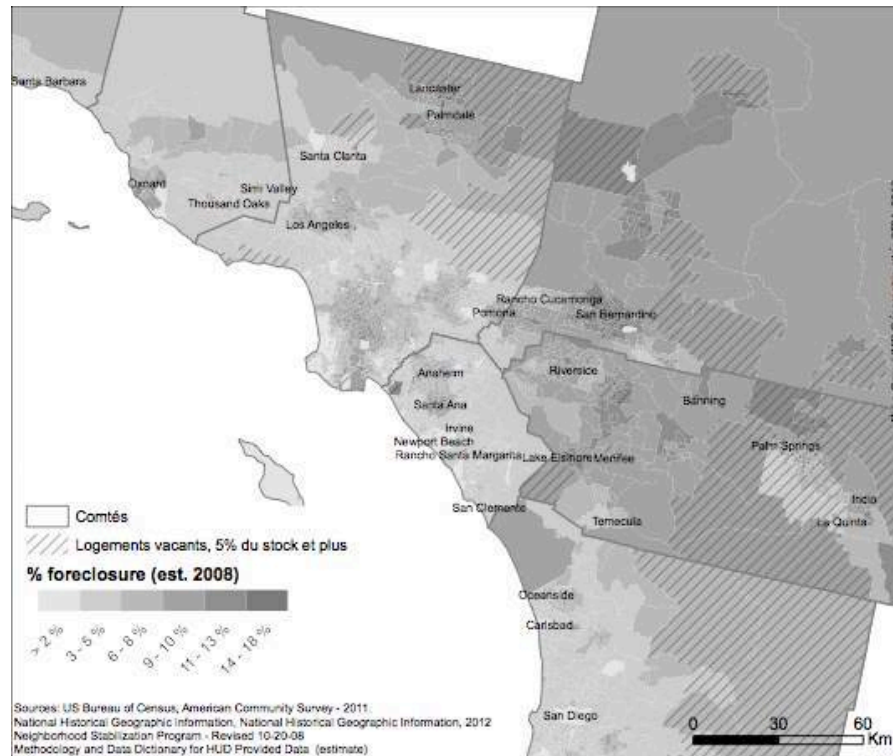 Santa Barbara
Lancaster
Palmdale
Santa Clarita
Oxnard
Simi Valley
Thousand Oaks
Los Angeles
Rancho Cucamonga
Pomona
San Bernardino
Anaheim
Riverside
Banning
Santa Ana
Irvine
Newport Beach
Palm Springs
Rancho Santa Margarita
Lake Elsinore
Menifee
Indio
San Clemente
Temecula
La Quinta
Oceanside
Carlsbad
San Diego
Comtés
Logements vacants, 5% du stock et plus
% foreclosure (est. 2008)
> 2 %
3 - 5 %
6 - 8 %
9 - 10 %
11 - 13 %
14 - 18 %
Sources: US Bureau of Census, American Community Survey - 2011.
National Historical Geographic Information, National Historical Geographic Information, 2012
Neighborhood Stabilization Program - Revised 10-20-08
Methodology and Data Dictionary for HUD Provided Data (estimate)
0 30 60
Km